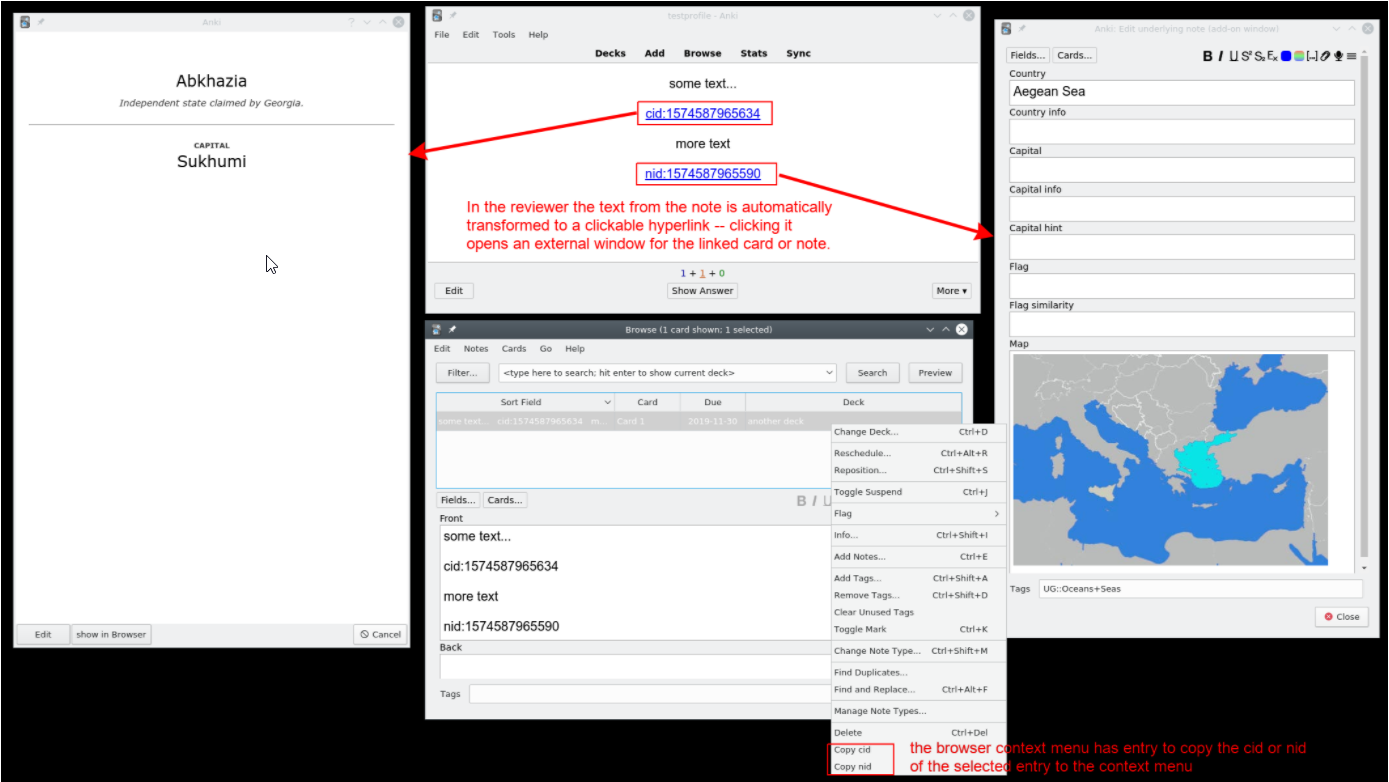 Anki
?
Abkhazia
Independent state claimed by Georgia.
CAPITAL
Sukhumi
Edit
show in Browser
Cancel
testprofile - Anki
File Edit Tools Help
Decks Add Browse Stats Sync
some text...
cid:1574587965634
more text
nid:1574587965590
In the reviewer the text from the note is automatically
transformed to a clickable hyperlink -- clicking it
opens an external window for the linked card or note.
1 + 1 + 0
Edit
Show Answer
More ▾
Browse (1 card shown; 1 selected)
Edit Notes Cards Go Help
Filter...
<type here to search; hit enter to show current deck>
Search
Preview
Sort Field Card Due Deck
some text... cid:1574587965634 m... Card 1 2019-11-30 another deck
Fields... Cards...
B I U
Front
some text...
cid:1574587965634
more text
nid:1574587965590
Back
Tags
Change Deck... Ctrl+D
Reschedule... Ctrl+Alt+R
Reposition... Ctrl+Shift+S
Toggle Suspend Ctrl+J
Flag
Info... Ctrl+Shift+I
Add Notes... Ctrl+E
Add Tags... Ctrl+Shift+A
Remove Tags... Ctrl+Shift+D
Clear Unused Tags
Toggle Mark Ctrl+K
Change Note Type... Ctrl+Shift+M
Find Duplicates...
Find and Replace... Ctrl+Alt+F
Manage Note Types...
Delete Ctrl+Del
Copy cid
Copy nid
the browser context menu has entry to copy the cid or nid
of the selected entry to the context menu
Anki: Edit underlying note (add-on window)
Fields... Cards...
B I U S² S₂ Eₓ [...]
Country
Aegean Sea
Country info
Capital
Capital info
Capital hint
Flag
Flag similarity
Map
Tags UG::Oceans+Seas
Close